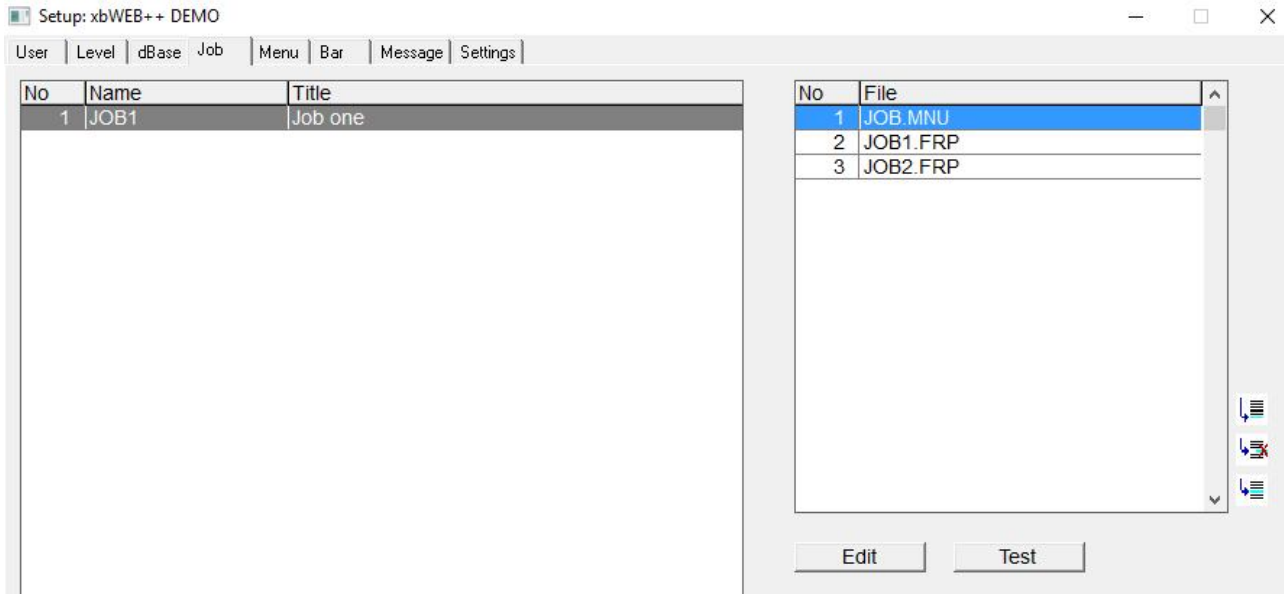 Setup: xbWEB++ DEMO
User Level dBase Job Menu Bar Message Settings
No Name Title
1 JOB1 Job one
No File
1 JOB.MNU
2 JOB1.FRP
3 JOB2.FRP
Edit Test